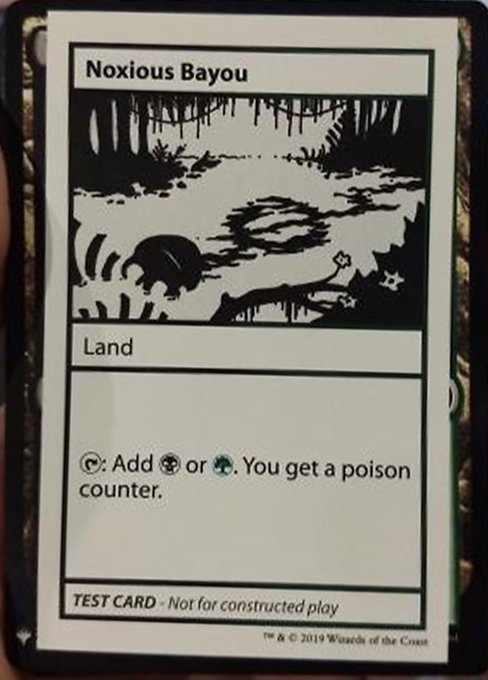 Noxious Bayou
Land
: Add or . You get a poison
counter.
TEST CARD - Not for constructed play
™ & © 2019 Wizards of the Coast